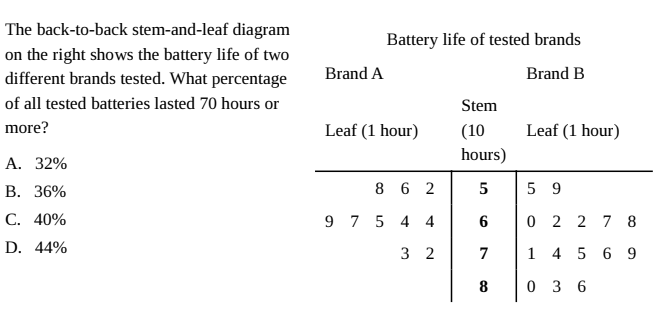 The back-to-back stem-and-leaf diagram
on the right shows the battery life of two
different brands tested. What percentage
of all tested batteries lasted 70 hours or
more?
A. 32%
B. 36%
C. 40%
D. 44%
Battery life of tested brands
Brand A Brand B
Leaf (1 hour) Stem (10 hours) Leaf (1 hour)
8 6 2 5 5 9
9 7 5 4 4 6 0 2 2 7 8
3 2 7 1 4 5 6 9
8 0 3 6